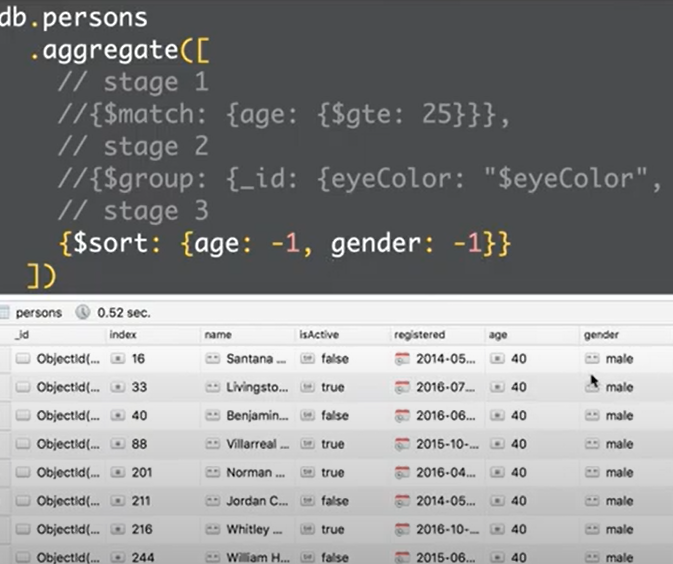 db.persons
.aggregate([
// stage 1
//{$match: {age: {$gte: 25}}},
// stage 2
//{$group: {_id: {eyeColor: "$eyeColor",
// stage 3
{$sort: {age: -1, gender: -1}}
])
persons 0.52 sec.
_id index name isActive registered age gender
ObjectId(... 16 Santana ... false 2014-05... 40 male
ObjectId(... 33 Livingsto... true 2016-07... 40 male
ObjectId(... 40 Benjamin... false 2016-06... 40 male
ObjectId(... 88 Villarreal ... true 2015-10-... 40 male
ObjectId(... 201 Norman ... true 2016-04... 40 male
ObjectId(... 211 Jordan C... false 2014-05... 40 male
ObjectId(... 216 Whitley ... true 2016-10-... 40 male
ObjectId(... 244 William H... false 2015-06... 40 male